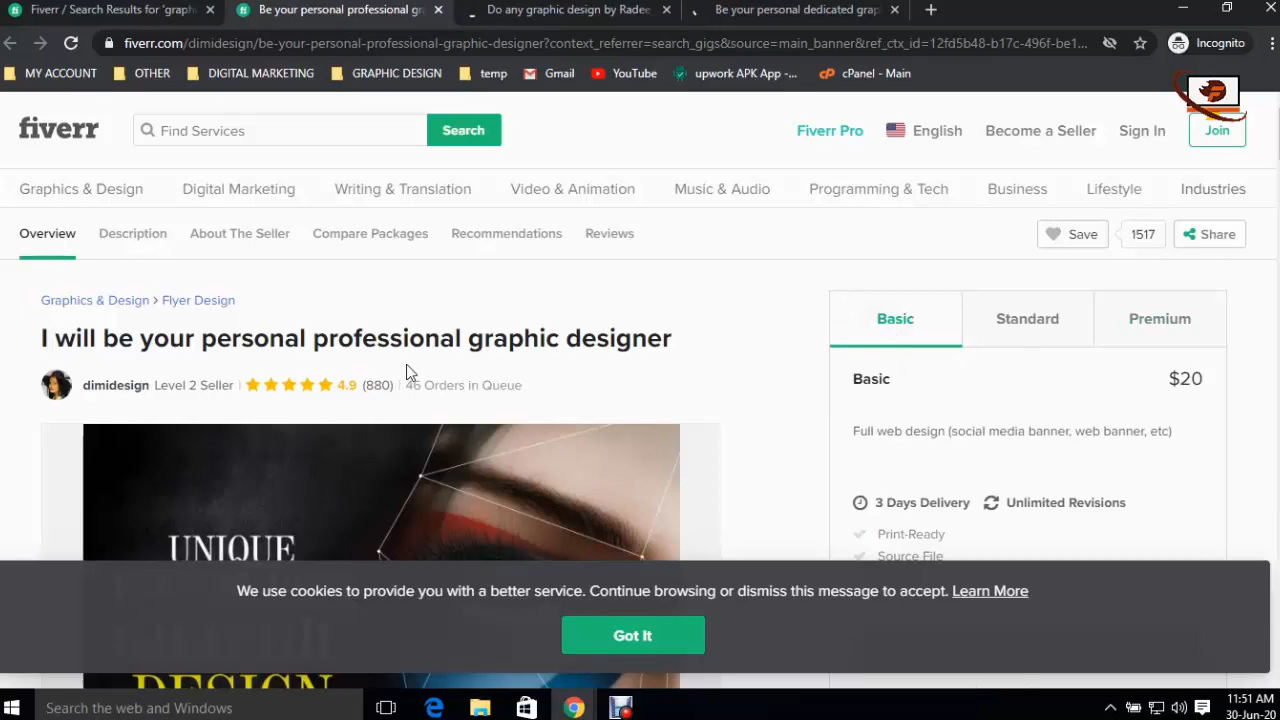 Fiverr / Search Results for 'graph
Be your personal professional gr
Do any graphic design by Radee
Be your personal dedicated grap
fiverr.com/dimidesign/be-your-personal-professional-graphic-designer?context_referrer=search_gigs&source=main_banner&ref_ctx_id=12fd5b48-b17c-496f-be1...
Incognito
MY ACCOUNT
OTHER
DIGITAL MARKETING
GRAPHIC DESIGN
temp
Gmail
YouTube
upwork APK App -...
cPanel - Main
fiverr
Find Services
Search
Fiverr Pro
English
Become a Seller
Sign In
Join
Graphics & Design
Digital Marketing
Writing & Translation
Video & Animation
Music & Audio
Programming & Tech
Business
Lifestyle
Industries
Overview
Description
About The Seller
Compare Packages
Recommendations
Reviews
Save
1517
Share
Graphics & Design > Flyer Design
I will be your personal professional graphic designer
dimidesign Level 2 Seller 4.9 (880) 46 Orders in Queue
Basic
Standard
Premium
Basic $20
Full web design (social media banner, web banner, etc)
3 Days Delivery Unlimited Revisions
Print-Ready
Source File
UNIQUE
DESIGN
We use cookies to provide you with a better service. Continue browsing or dismiss this message to accept. Learn More
Got It
Search the web and Windows
11:51 AM
30-Jun-20